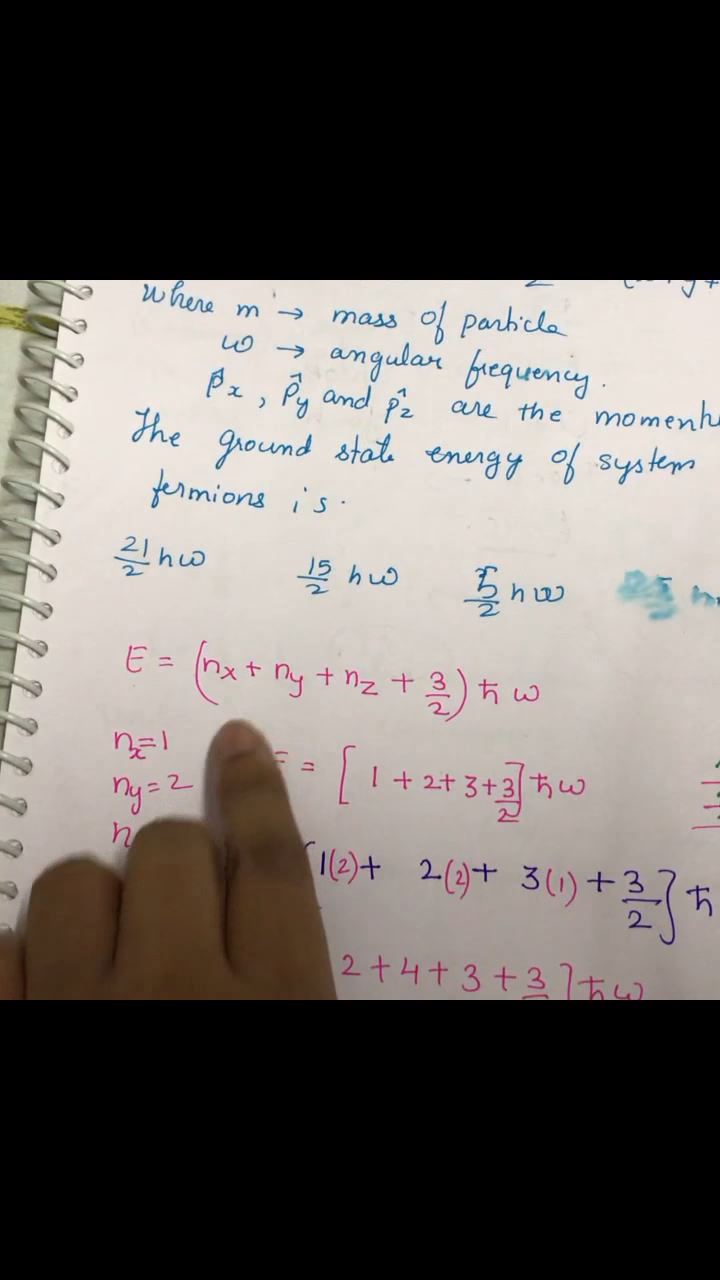 where m → mass of particle
ω → angular frequency.
p̂x, p̂y and p̂z are the
The ground state energy of system
fermions is.
21/2 hω 15/2 hω 5/2 hω
E = (nx + ny + nz + 3/2) ħ ω
nx=1
= [1 + 2 + 3 + 3/2] ħω
ny = 2
n
1(2) + 2(2) + 3(1) + 3/2] ħ
2 + 4 + 3 + 3/2] ħω